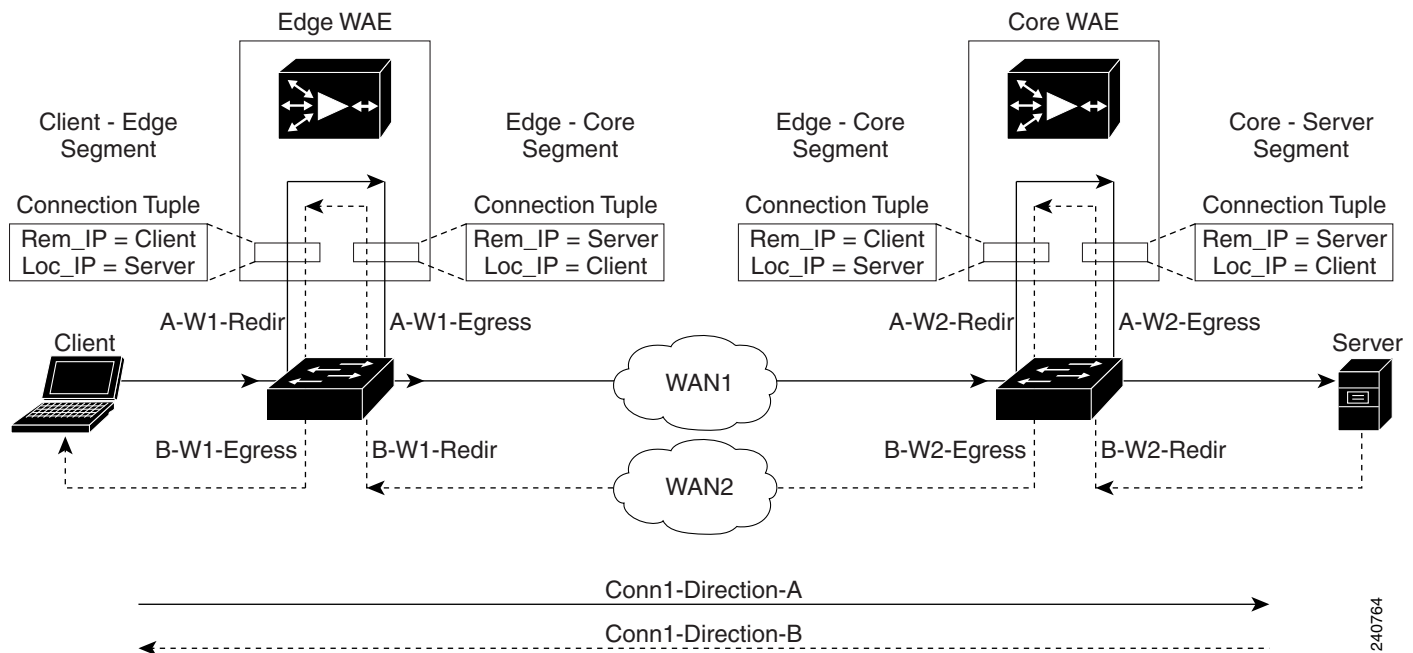 Edge WAE
Core WAE
Client - Edge
Segment
Edge - Core
Segment
Edge - Core
Segment
Core - Server
Segment
Connection Tuple
Rem_IP = Client
Loc_IP = Server
Connection Tuple
Rem_IP = Server
Loc_IP = Client
Connection Tuple
Rem_IP = Client
Loc_IP = Server
Connection Tuple
Rem_IP = Server
Loc_IP = Client
A-W1-Redir
A-W1-Egress
A-W2-Redir
A-W2-Egress
Client
Server
WAN1
B-W1-Egress
B-W1-Redir
B-W2-Egress
B-W2-Redir
WAN2
Conn1-Direction-A
Conn1-Direction-B
240764